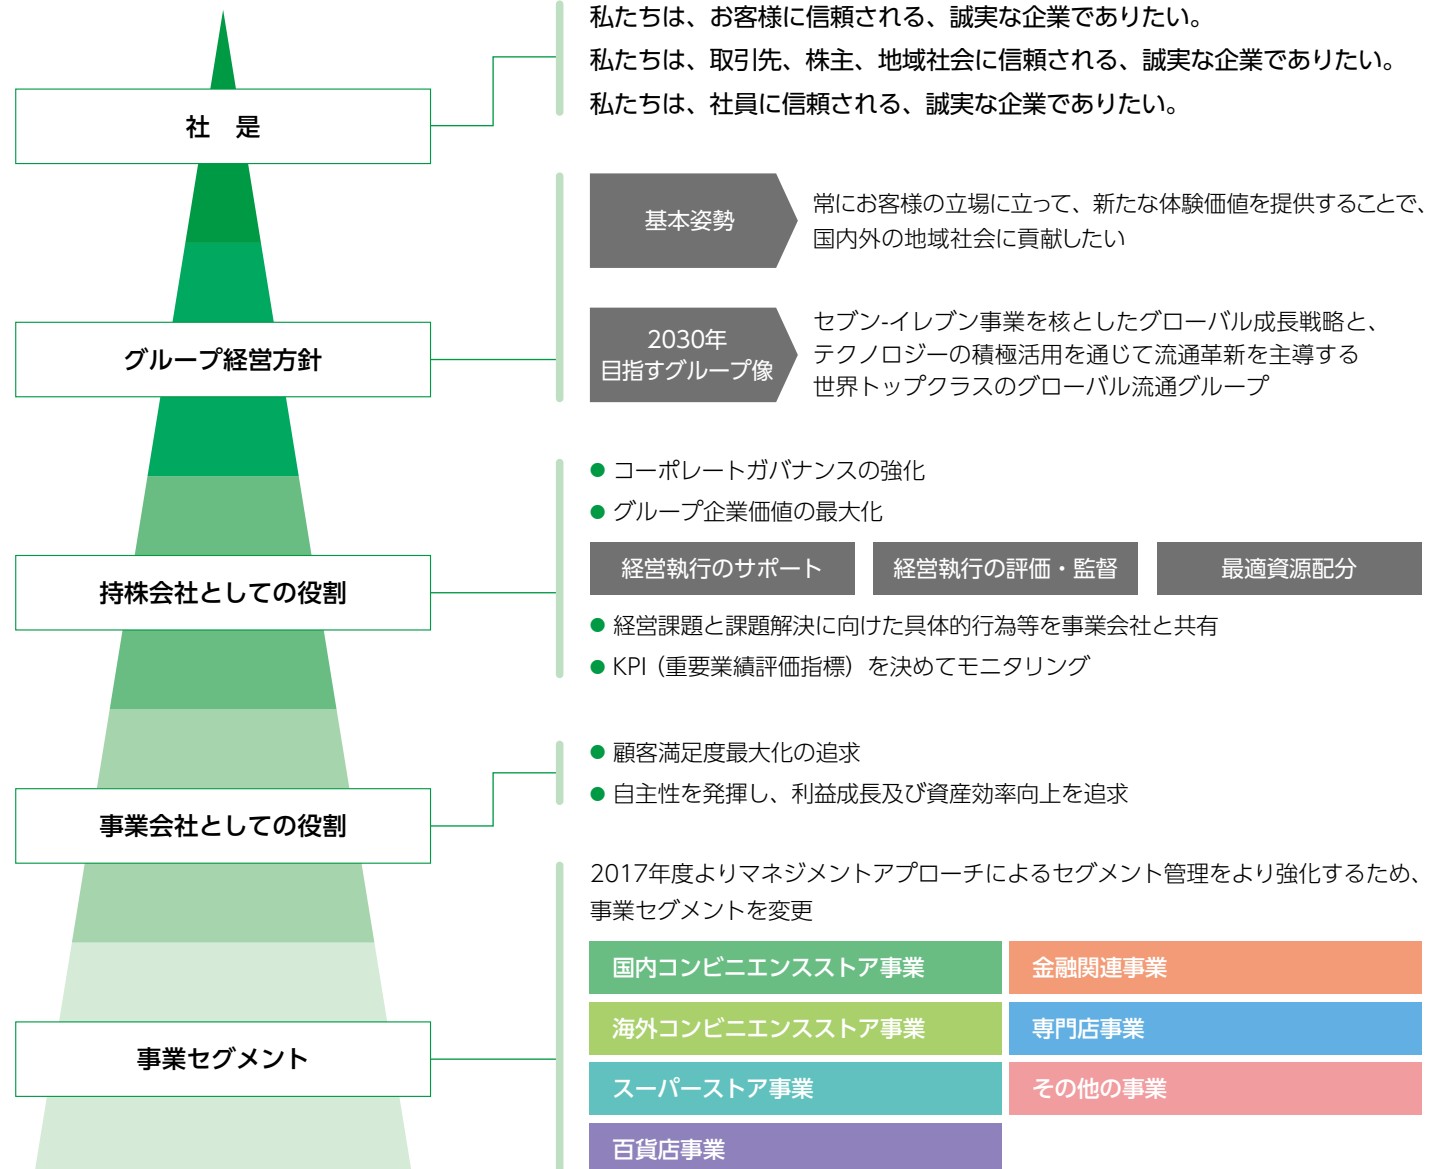 私たちは、お客様に信頼される、誠実な企業でありたい。
私たちは、取引先、株主、地域社会に信頼される、誠実な企業でありたい。
私たちは、社員に信頼される、誠実な企業でありたい。
社 是
基本姿勢
常にお客様の立場に立って、新たな体験価値を提供することで、
国内外の地域社会に貢献したい
グループ経営方針
2030年
目指すグループ像
セブン-イレブン事業を核としたグローバル成長戦略と、
テクノロジーの積極活用を通じて流通革新を主導する
世界トップクラスのグローバル流通グループ
持株会社としての役割
● コーポレートガバナンスの強化
● グループ企業価値の最大化
経営執行のサポート
経営執行の評価・監督
最適資源配分
● 経営課題と課題解決に向けた具体的行為等を事業会社と共有
● KPI（重要業績評価指標）を決めてモニタリング
事業会社としての役割
● 顧客満足度最大化の追求
● 自主性を発揮し、利益成長及び資産効率向上を追求
事業セグメント
2017年度よりマネジメントアプローチによるセグメント管理をより強化するため、
事業セグメントを変更
国内コンビニエンスストア事業
金融関連事業
海外コンビニエンスストア事業
専門店事業
スーパーストア事業
その他の事業
百貨店事業